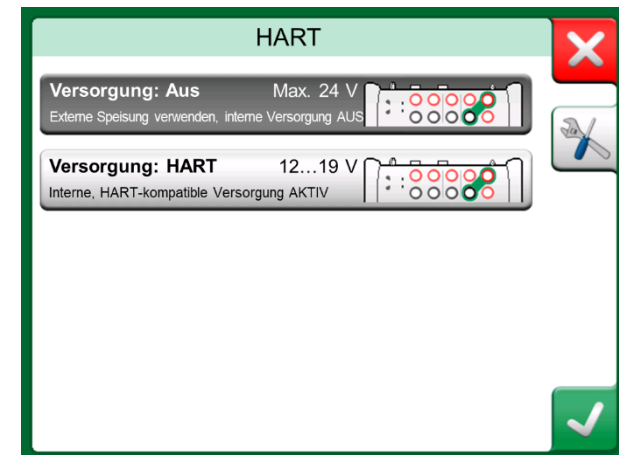 HART
Versorgung: Aus Max. 24 V
Externe Speisung verwenden, interne Versorgung AUS
Versorgung: HART 12...19 V
Interne, HART-kompatible Versorgung AKTIV